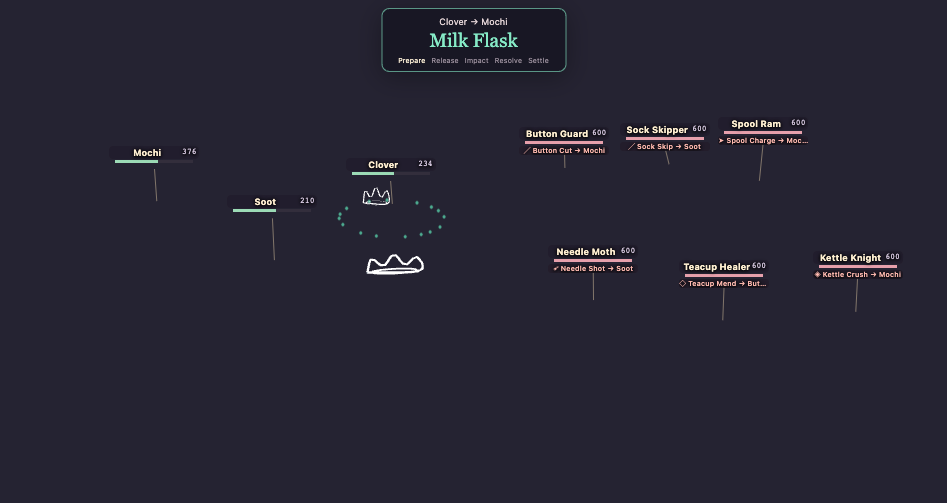 Clover → Mochi
Milk Flask
Prepare Release Impact Resolve Settle
Mochi 376
Soot 210
Clover 234
Button Guard 600
Button Cut → Mochi
Sock Skipper 600
Sock Skip → Soot
Spool Ram 600
Spool Charge → Moc...
Needle Moth 600
Needle Shot → Soot
Teacup Healer 600
Teacup Mend → But...
Kettle Knight 600
Kettle Crush → Mochi